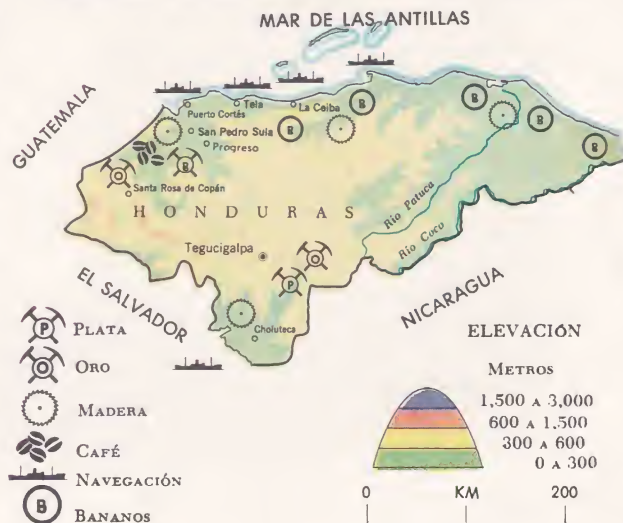 MAR DE LAS ANTILLAS
GUATEMALA
Puerto Cortés
Tela
La Ceiba
B
B
B
B
B
San Pedro Sula
Progreso
B
O
Santa Rosa de Copán
HONDURAS
Río Patuca
Río Coco
Tegucigalpa
O
P
EL SALVADOR
NICARAGUA
Choluteca
P PLATA
O ORO
MADERA
CAFÉ
NAVEGACIÓN
B BANANOS
ELEVACIÓN
METROS
1,500 A 3,000
600 A 1.500
300 A 600
0 A 300
0 KM 200